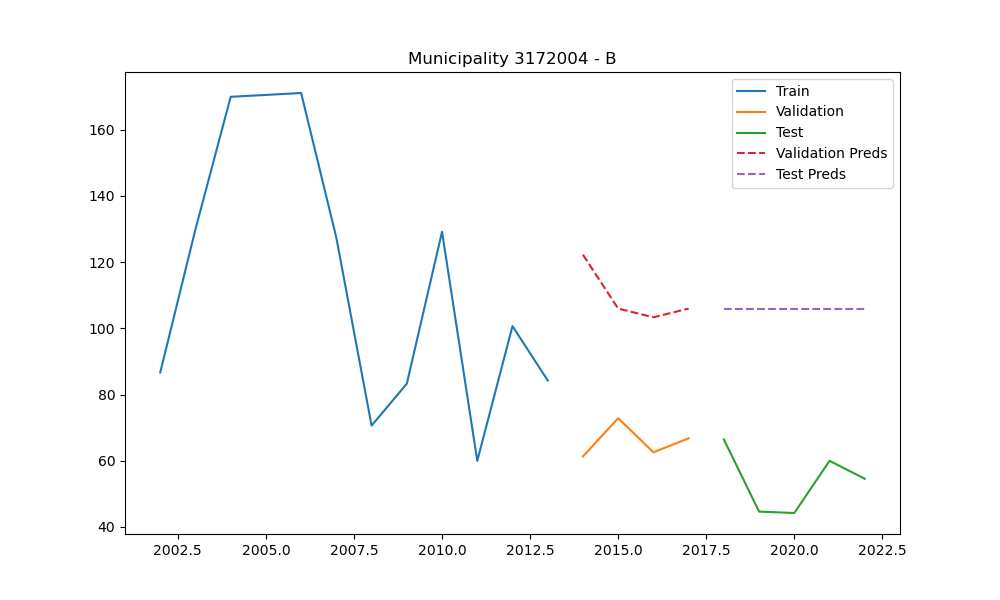 Municipality 3172004 - B
Train
Validation
Test
Validation Preds
Test Preds
160
140
120
100
80
60
40
2002.5 2005.0 2007.5 2010.0 2012.5 2015.0 2017.5 2020.0 2022.5